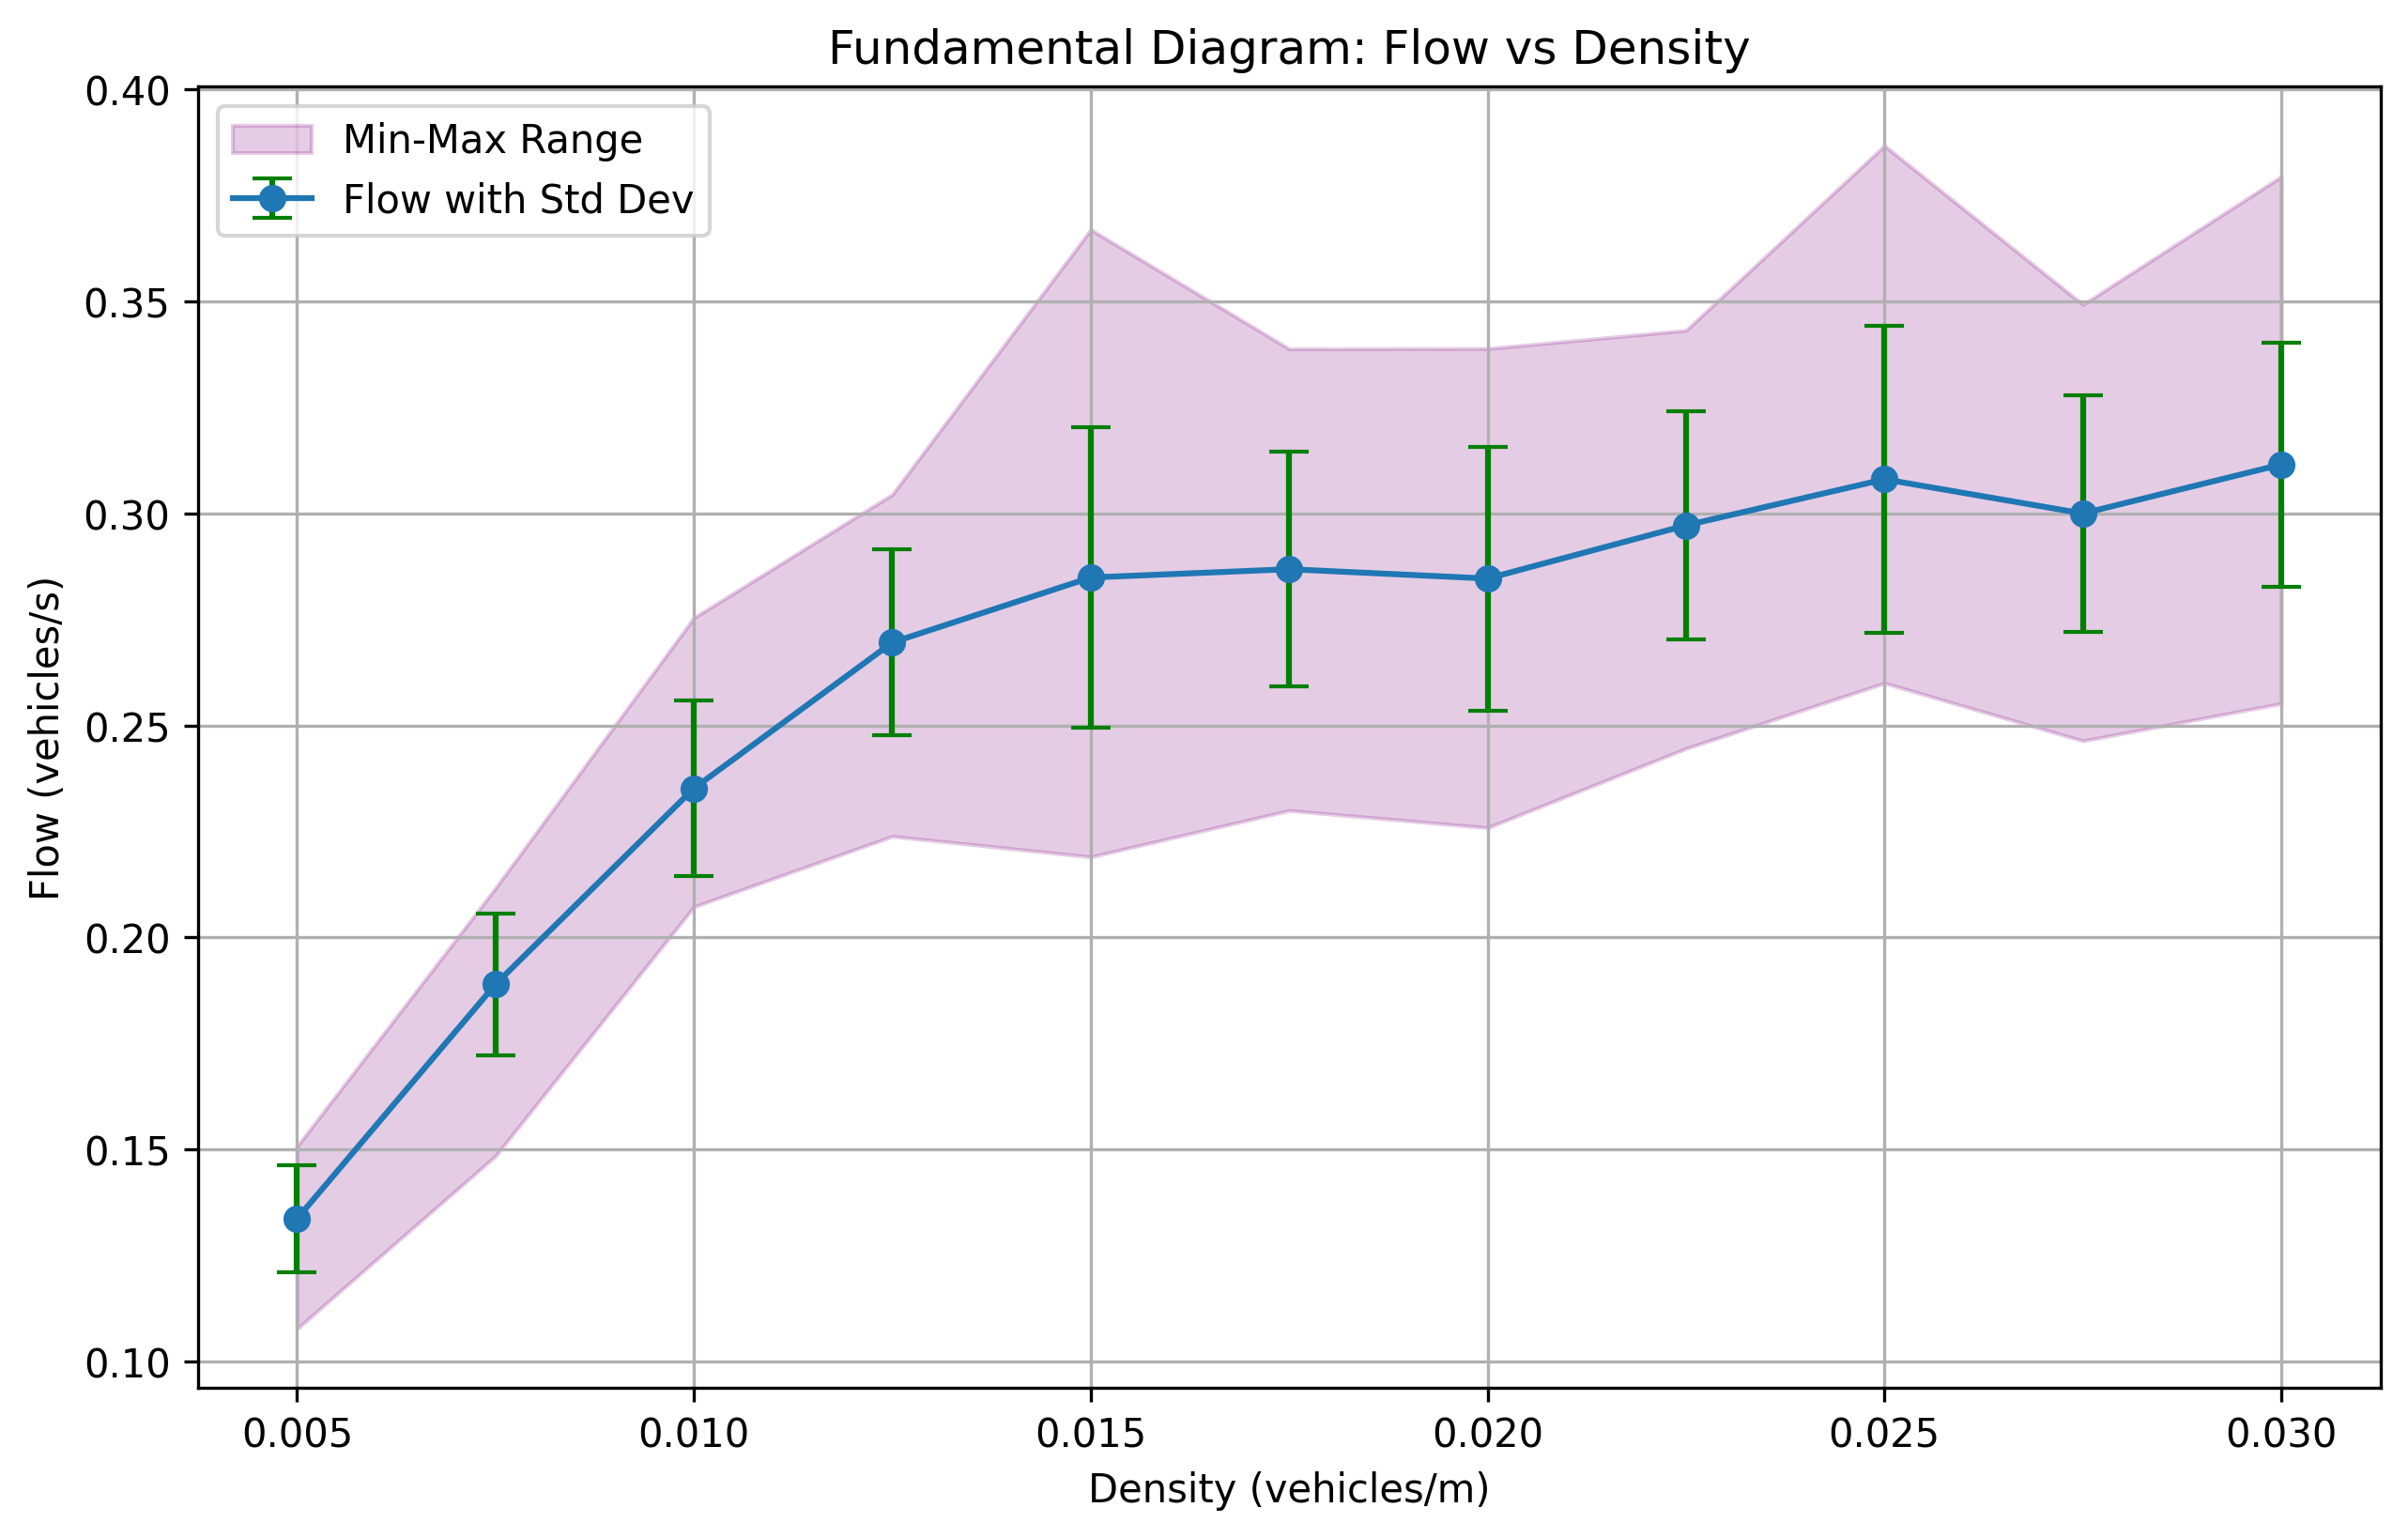 Fundamental Diagram: Flow vs Density
Min-Max Range
Flow with Std Dev
Flow (vehicles/s)
0.40
0.35
0.30
0.25
0.20
0.15
0.10
0.005 0.010 0.015 0.020 0.025 0.030
Density (vehicles/m)